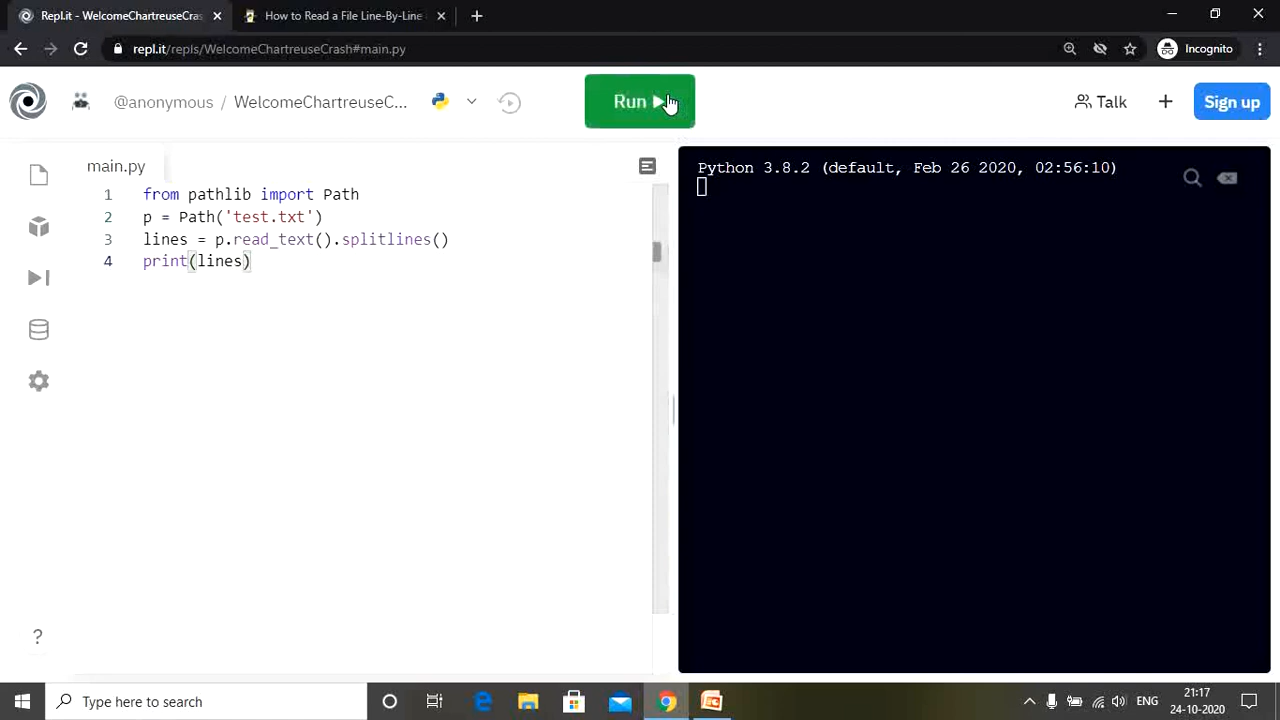 Repl.it - WelcomeChartreuseCras
How to Read a File Line-By-Line
repl.it/repls/WelcomeChartreuseCrash#main.py
Incognito
@anonymous / WelcomeChartreuseC...
Run
Talk
Sign up
main.py
1 from pathlib import Path
2 p = Path('test.txt')
3 lines = p.read_text().splitlines()
4 print(lines)
Python 3.8.2 (default, Feb 26 2020, 02:56:10)
?
Type here to search
ENG
21:17
24-10-2020